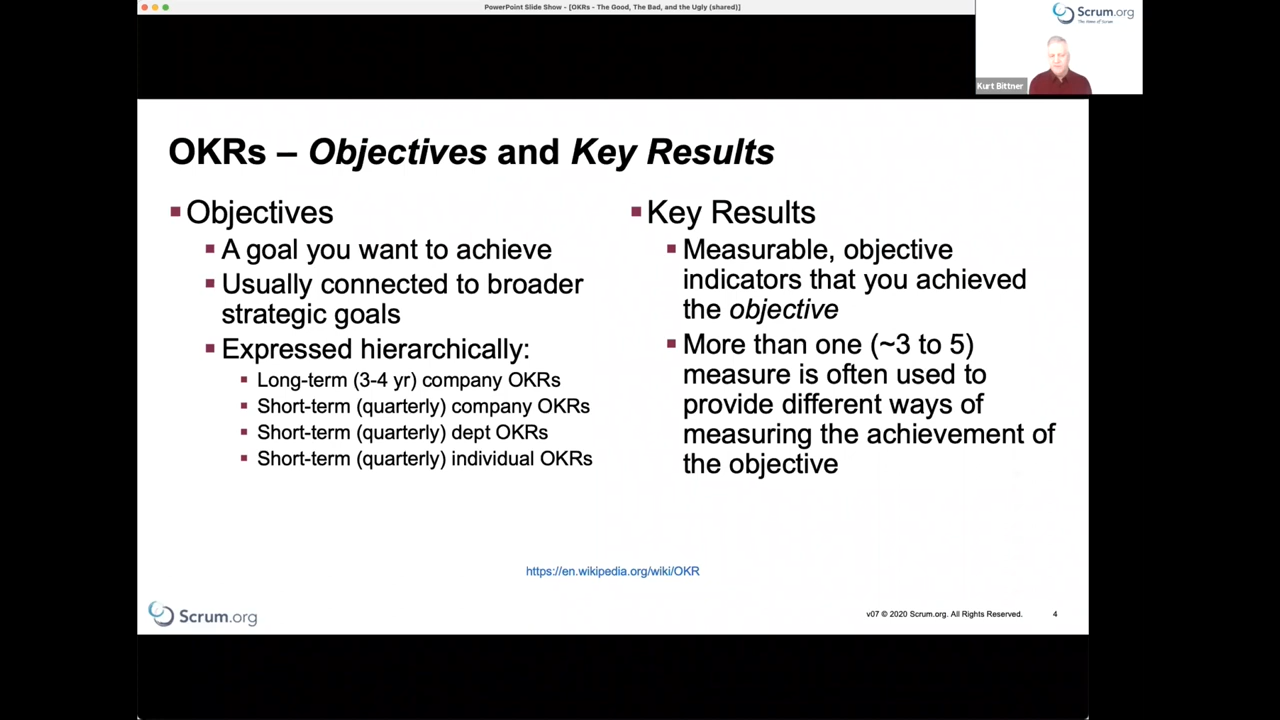 PowerPoint Slide Show - [OKRs - The Good, The Bad, and the Ugly (shared)]
Scrum.org
The Home of Scrum
Kurt Bittner
OKRs – Objectives and Key Results
Objectives
A goal you want to achieve
Usually connected to broader
strategic goals
Expressed hierarchically:
Long-term (3-4 yr) company OKRs
Short-term (quarterly) company OKRs
Short-term (quarterly) dept OKRs
Short-term (quarterly) individual OKRs
Key Results
Measurable, objective
indicators that you achieved
the objective
More than one (~3 to 5)
measure is often used to
provide different ways of
measuring the achievement of
the objective
https://en.wikipedia.org/wiki/OKR
Scrum.org
v07 © 2020 Scrum.org. All Rights Reserved.
4